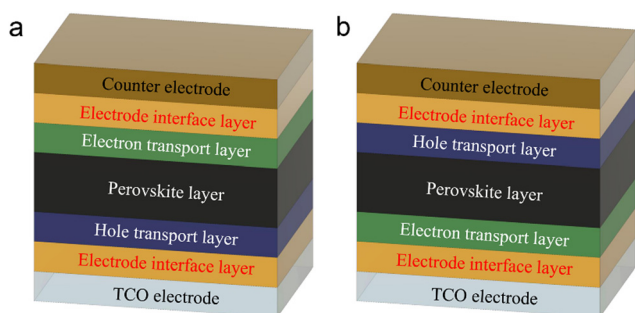 a
Counter electrode
Electrode interface layer
Electron transport layer
Perovskite layer
Hole transport layer
Electrode interface layer
TCO electrode
b
Counter electrode
Electrode interface layer
Hole transport layer
Perovskite layer
Electron transport layer
Electrode interface layer
TCO electrode